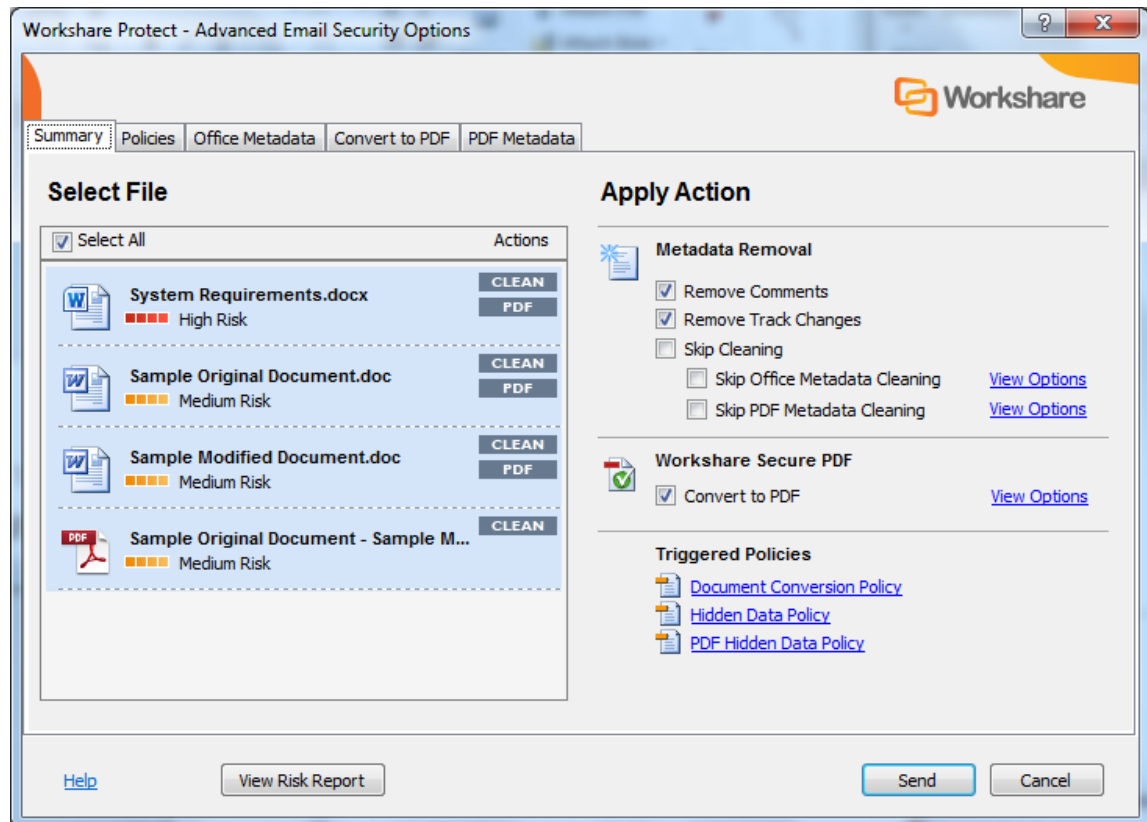 Workshare Protect - Advanced Email Security Options
?
X
Workshare
Summary Policies Office Metadata Convert to PDF PDF Metadata
Select File
Select All Actions
System Requirements.docx
High Risk
CLEAN
PDF
Sample Original Document.doc
Medium Risk
CLEAN
PDF
Sample Modified Document.doc
Medium Risk
CLEAN
PDF
PDF
Sample Original Document - Sample M...
Medium Risk
CLEAN
Apply Action
Metadata Removal
Remove Comments
Remove Track Changes
Skip Cleaning
Skip Office Metadata Cleaning View Options
Skip PDF Metadata Cleaning View Options
Workshare Secure PDF
Convert to PDF View Options
Triggered Policies
Document Conversion Policy
Hidden Data Policy
PDF Hidden Data Policy
Help View Risk Report Send Cancel